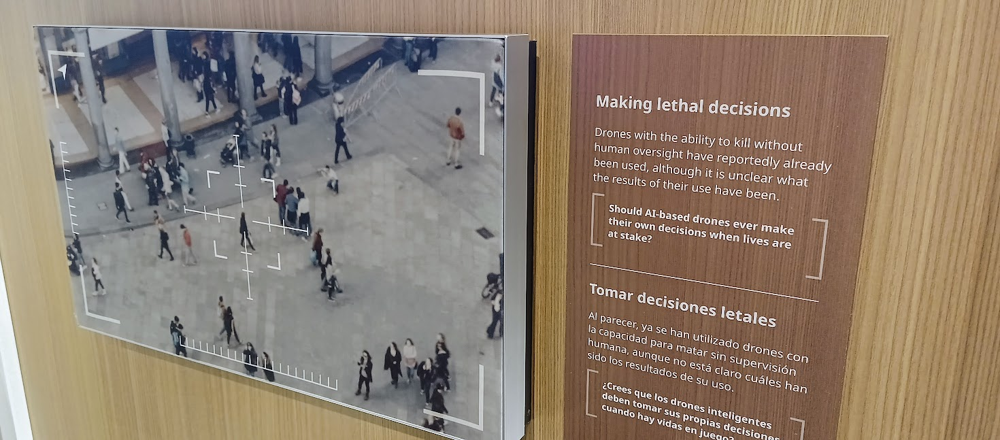 Making lethal decisions
Drones with the ability to kill without
human oversight have reportedly already
been used, although it is unclear what
the results of their use have been.
Should AI-based drones ever make
their own decisions when lives are
at stake?
Tomar decisiones letales
Al parecer, ya se han utilizado drones con
la capacidad para matar sin supervisión
humana, aunque no está claro cuáles han
sido los resultados de su uso.
¿Crees que los drones inteligentes
deben tomar sus propias decisiones
cuando hay vidas en juego?